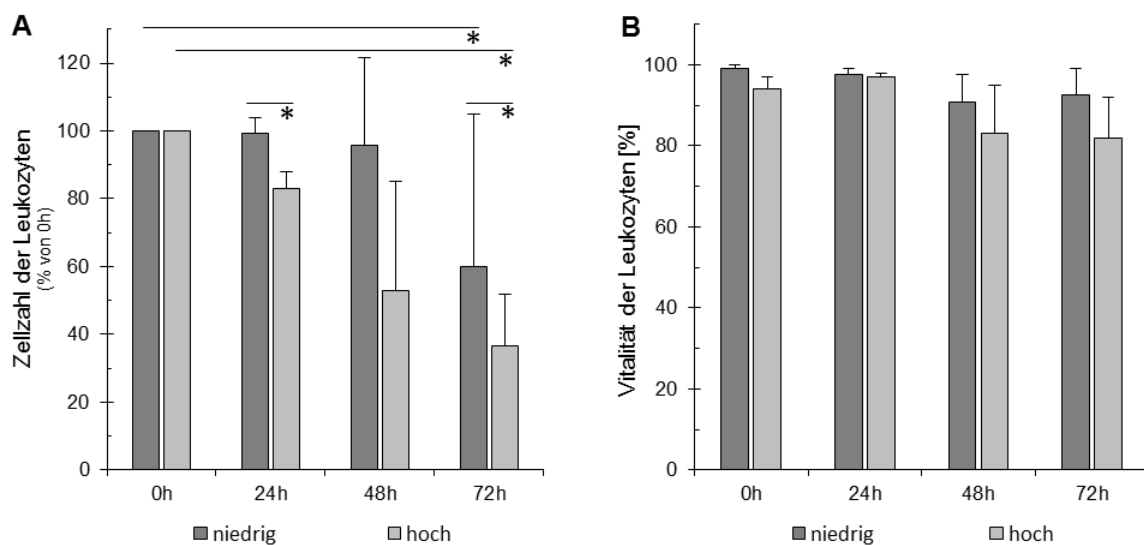 A
Zellzahl der Leukozyten
(% von 0h)
120
100
80
60
40
20
0
*
*
*
*
0h 24h 48h 72h
niedrig hoch
B
Vitalität der Leukozyten [%]
100
80
60
40
20
0
0h 24h 48h 72h
niedrig hoch